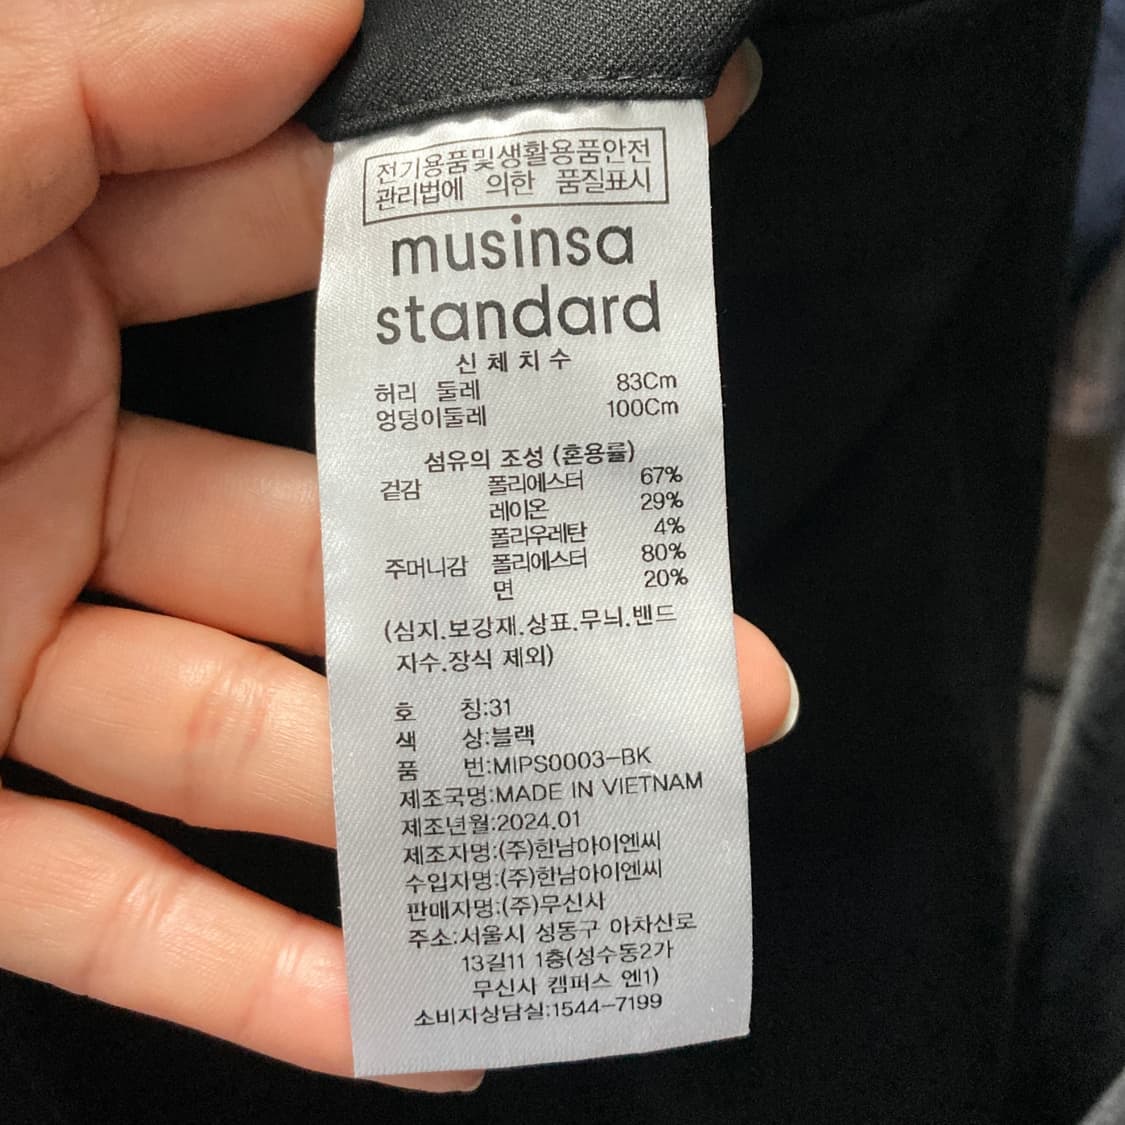 전기용품및생활용품안전
관리법에 의한 품질표시
musinsa
standard
신체치수
허리 둘레 83Cm
엉덩이둘레 100Cm
섬유의 조성 (혼용률)
겉감 폴리에스터 67%
레이온 29%
폴리우레탄 4%
주머니감 폴리에스터 80%
면 20%
(심지.보강재.상표.무늬.밴드
자수.장식 제외)
호 칭:31
색 상:블랙
품 번:MIPS0003-BK
제조국명:MADE IN VIETNAM
제조년월:2024.01
제조자명:(주)한남아이엔씨
수입자명:(주)한남아이엔씨
판매자명:(주)무신사
주소:서울시 성동구 아차산로
13길11 1층(성수동2가
무신사 캠퍼스 엔1)
소비자상담실:1544-7199